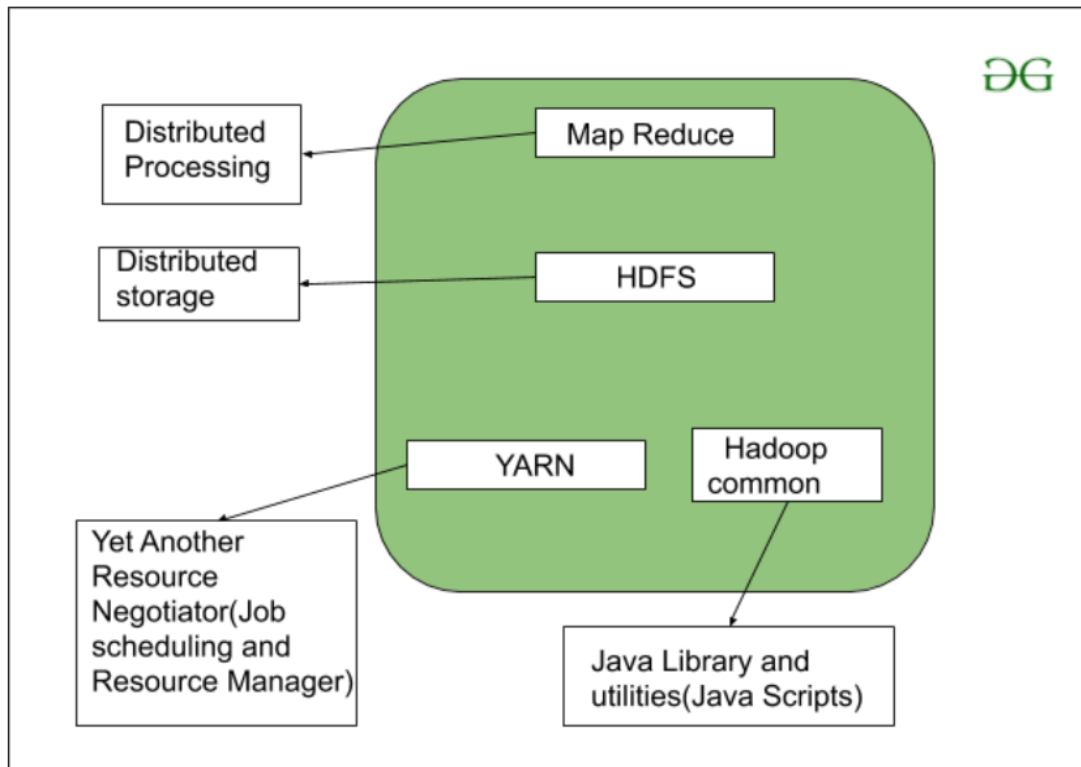 Distributed
Processing
Map Reduce
Distributed
storage
HDFS
YARN
Hadoop
common
Yet Another
Resource
Negotiator(Job
scheduling and
Resource Manager)
Java Library and
utilities(Java Scripts)